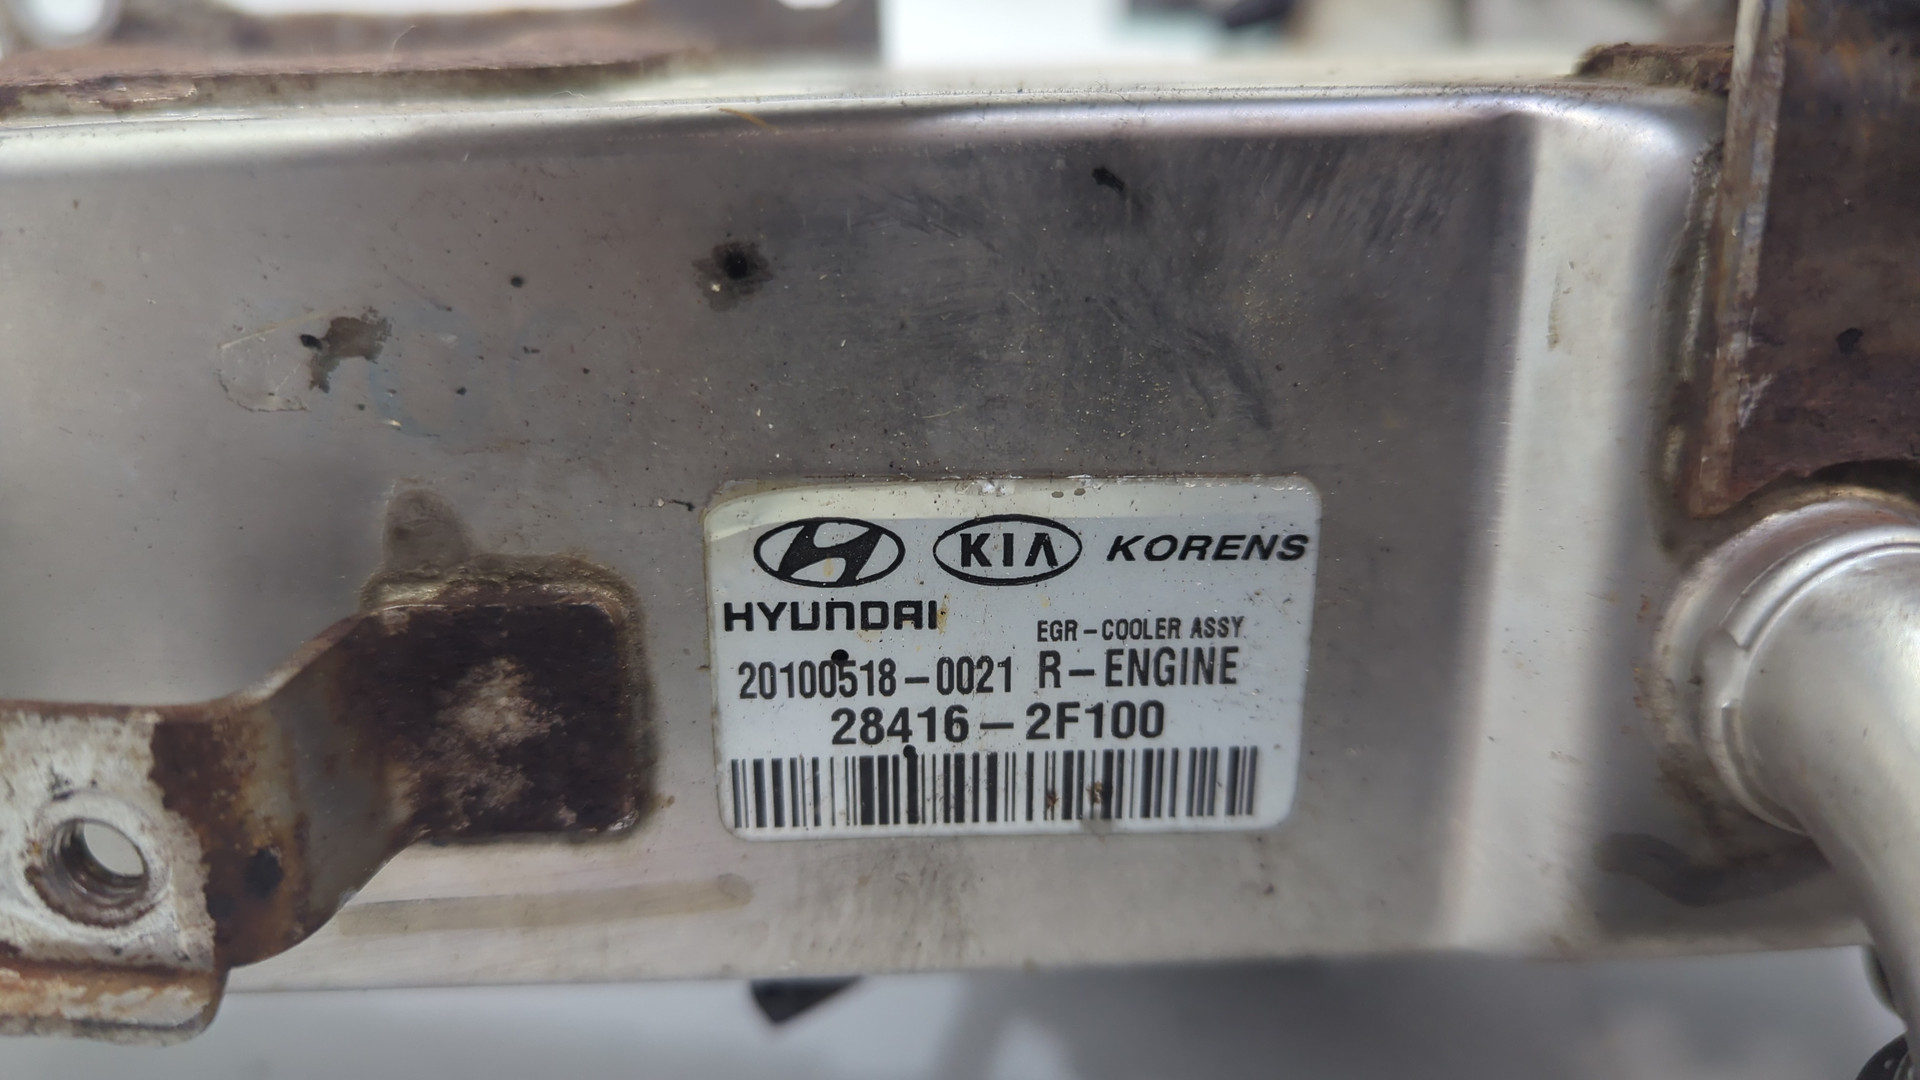 KIA KORENS
HYUNDAI
EGR-COOLER ASSY
20100518-0021 R-ENGINE
28416-2F100